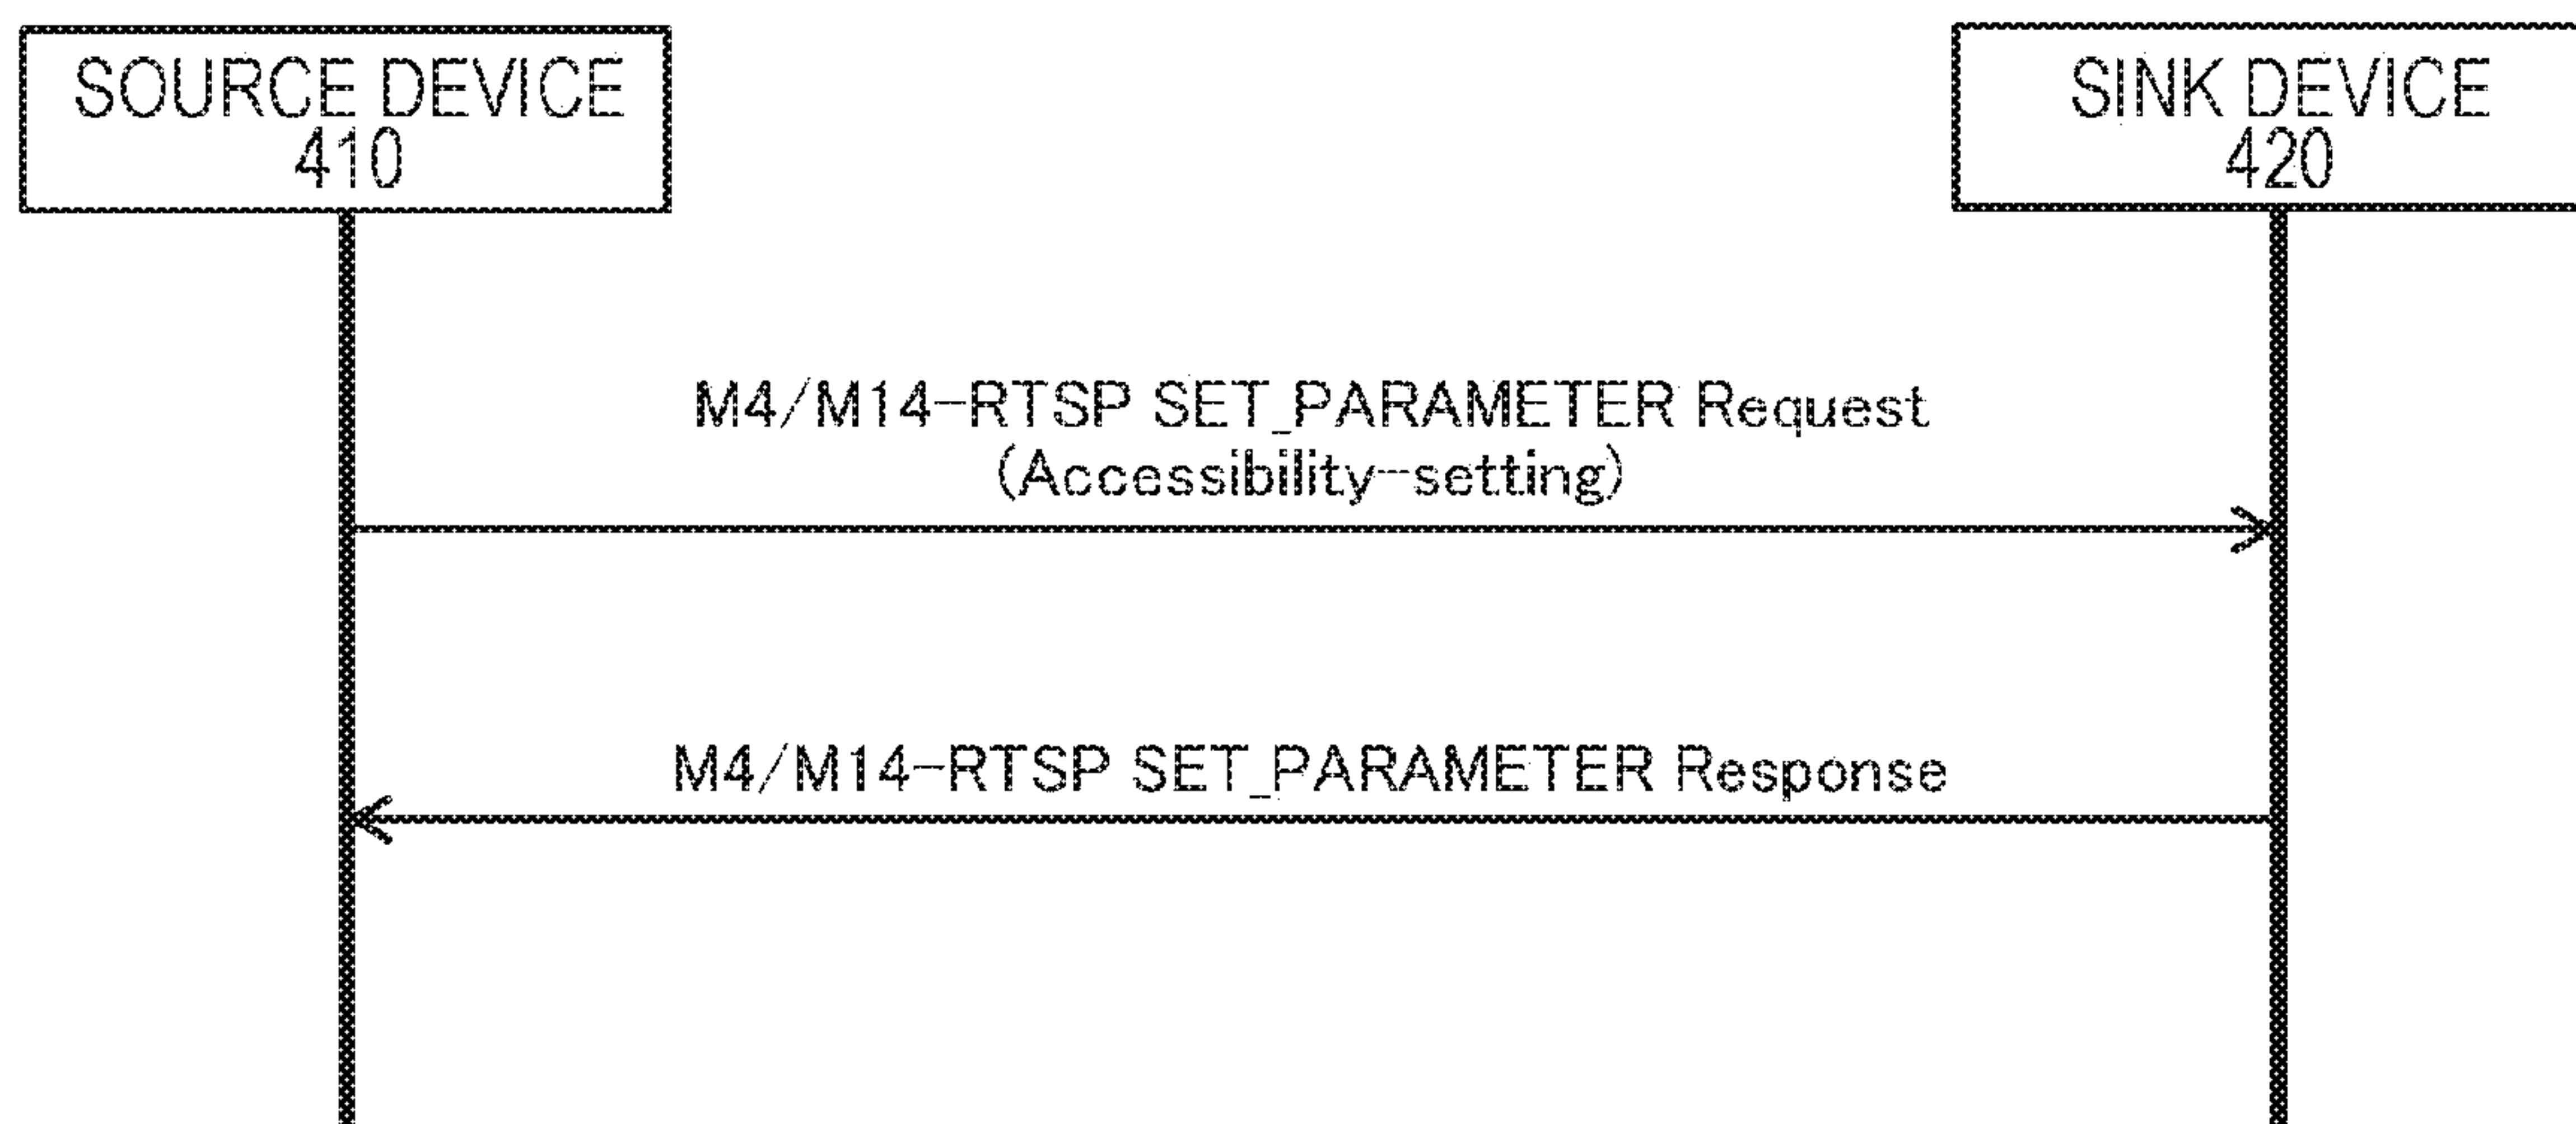 SOURCE DEVICE
410
SINK DEVICE
420
M4/M14-RTSP SET_PARAMETER Request
(Accessibility-setting)
M4/M14-RTSP SET_PARAMETER Response